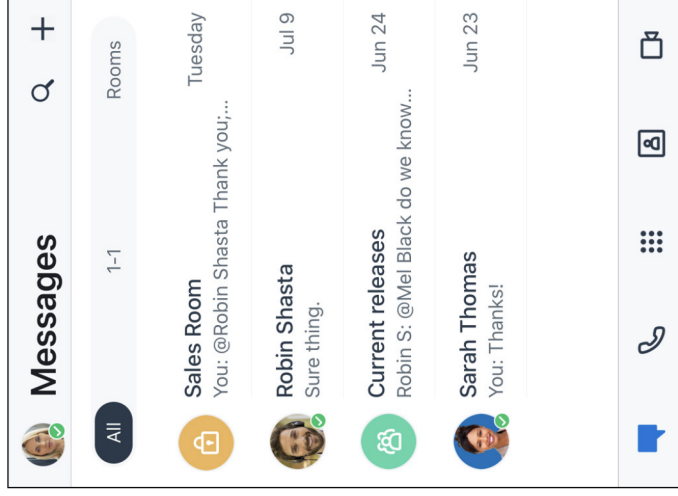 Messages
All 1-1 Rooms
Sales Room Tuesday
You: @Robin Shasta Thank you;...
Robin Shasta Jul 9
Sure thing.
Current releases Jun 24
Robin S: @Mel Black do we know...
Sarah Thomas Jun 23
You: Thanks!